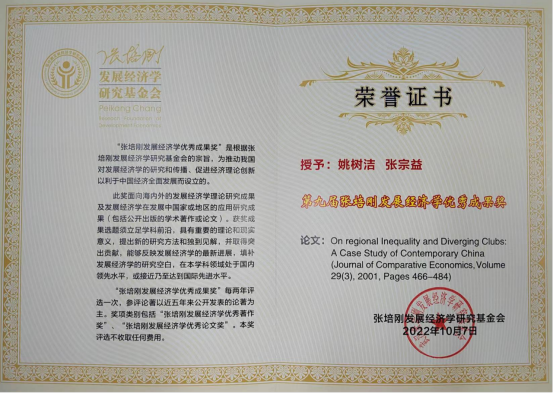 张培刚
发展经济学
研究基金会
Peikang Chang
“张培刚发展经济学优秀成果奖”是根据张
培刚发展经济学研究基金会的宗旨，为推动我国
对发展经济学的研究和传播、促进经济理论创新
以利于中国经济全面发展而设立的。
此奖面向海内外的发展经济学理论研究成果
及发展经济学在发展中国家或地区的应用研究成
果（包括公开出版的学术著作或论文）。获奖成
果选题须立足学科前沿，具有重要的理论和现实
意义，提出新的研究方法和独到见解，并取得突
出贡献，能够反映发展经济学的最新进展，填补
发展经济学的研究空白，在本学科领域处于国内
领先水平，或接近乃至达到国际先进水平。
“张培刚发展经济学优秀成果奖”每两年评
选一次，参评论著以近五年来公开发表的论著为
主。奖项类别包括“张培刚发展经济学优秀著作
奖”、“张培刚发展经济学优秀论文奖”。本奖
评选不收取任何费用。
荣誉证书
授予：姚树洁 张宗益
第九届张培刚发展经济学优秀成果奖
论文：On regional Inequality and Diverging Clubs:
A Case Study of Contemporary China
(Journal of Comparative Economics,Volume
29(3), 2001, Pages 466–484)
张培刚发展经济学研究基金会
2022年10月7日